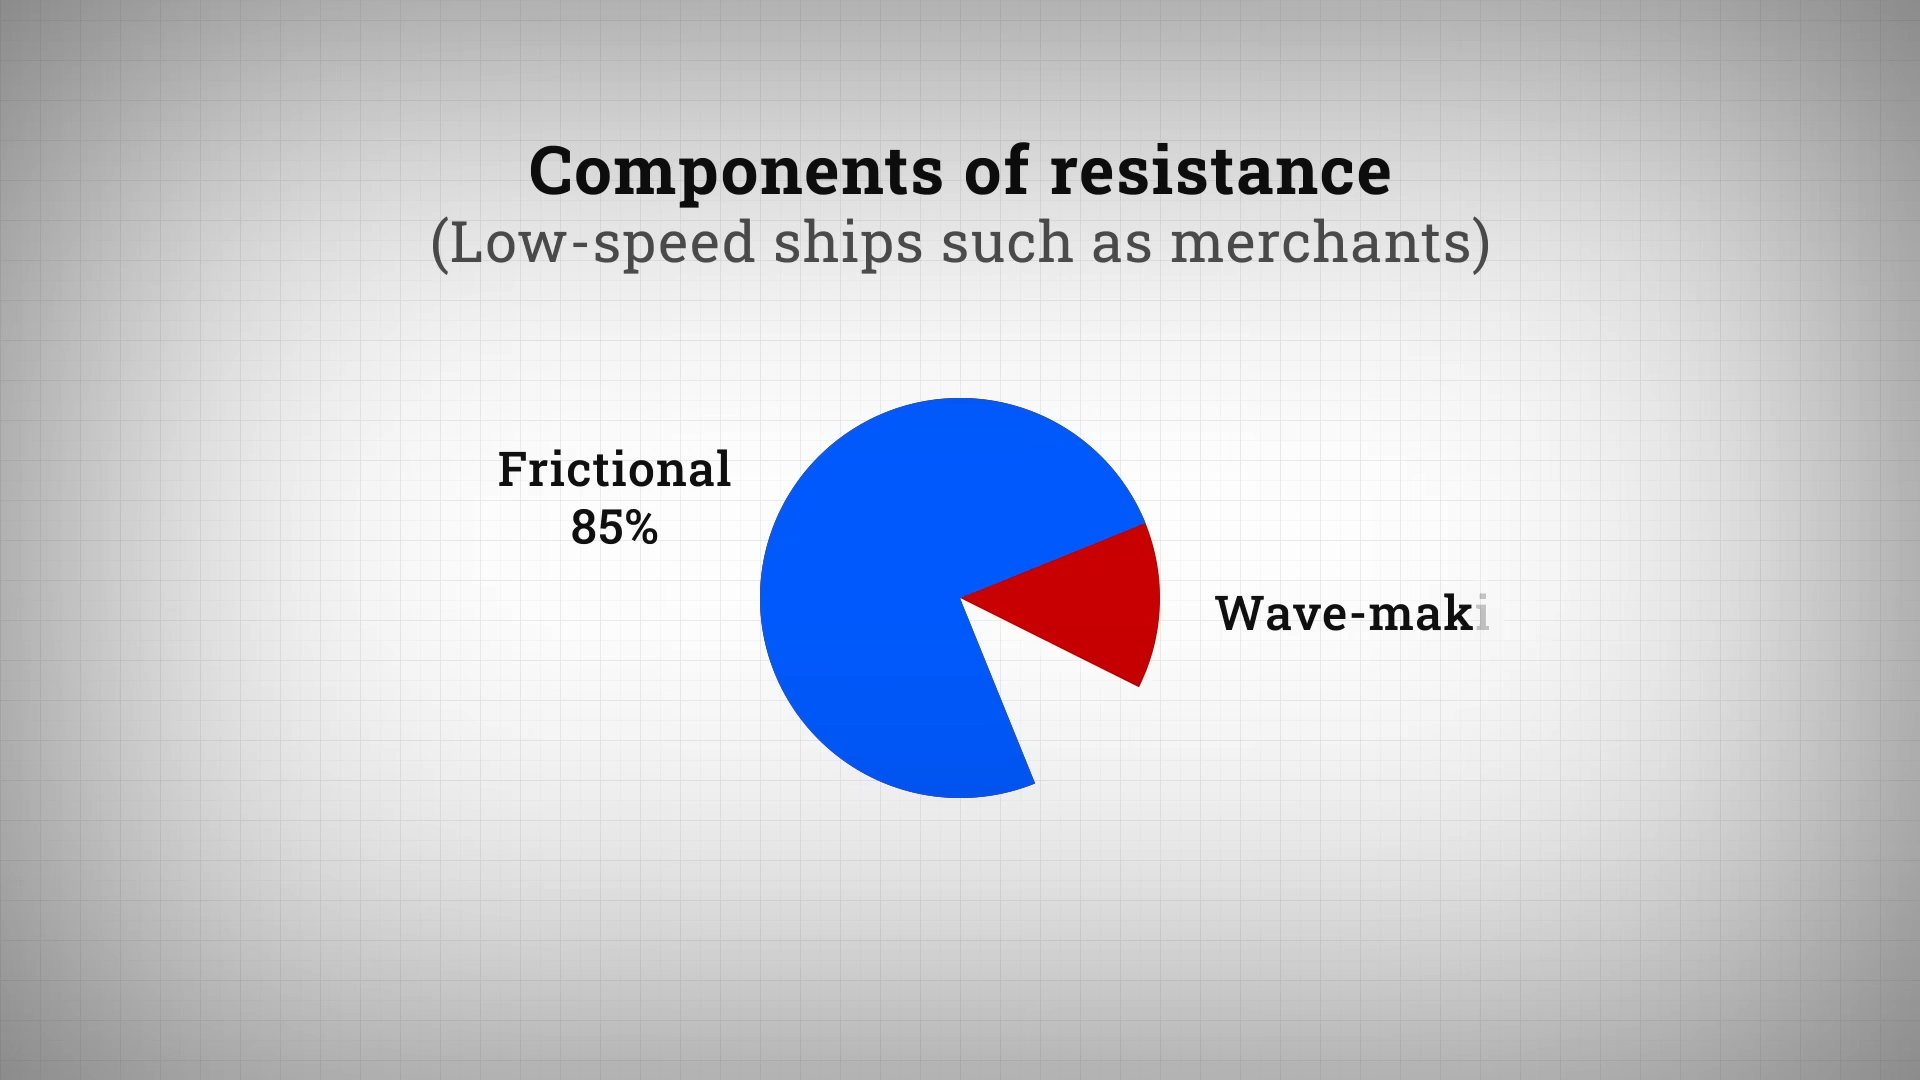 Components of resistance
(Low-speed ships such as merchants)
Frictional
85%
Wave-maki